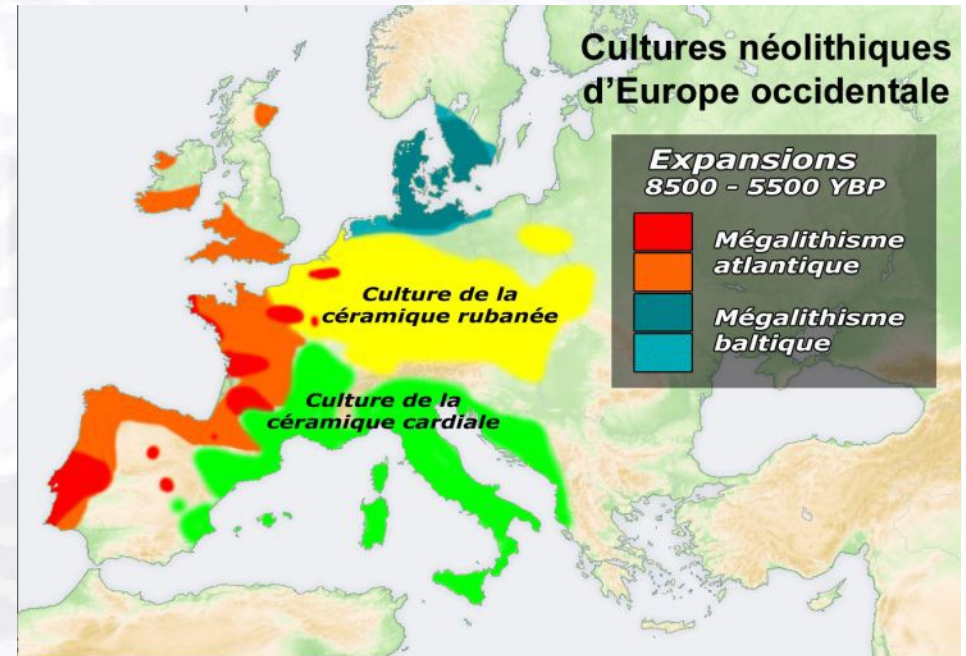 Cultures néolithiques
d’Europe occidentale
Expansions
8500 - 5500 YBP
Mégalithisme
atlantique
Mégalithisme
baltique
Culture de la
céramique rubanée
Culture de la
céramique cardiale